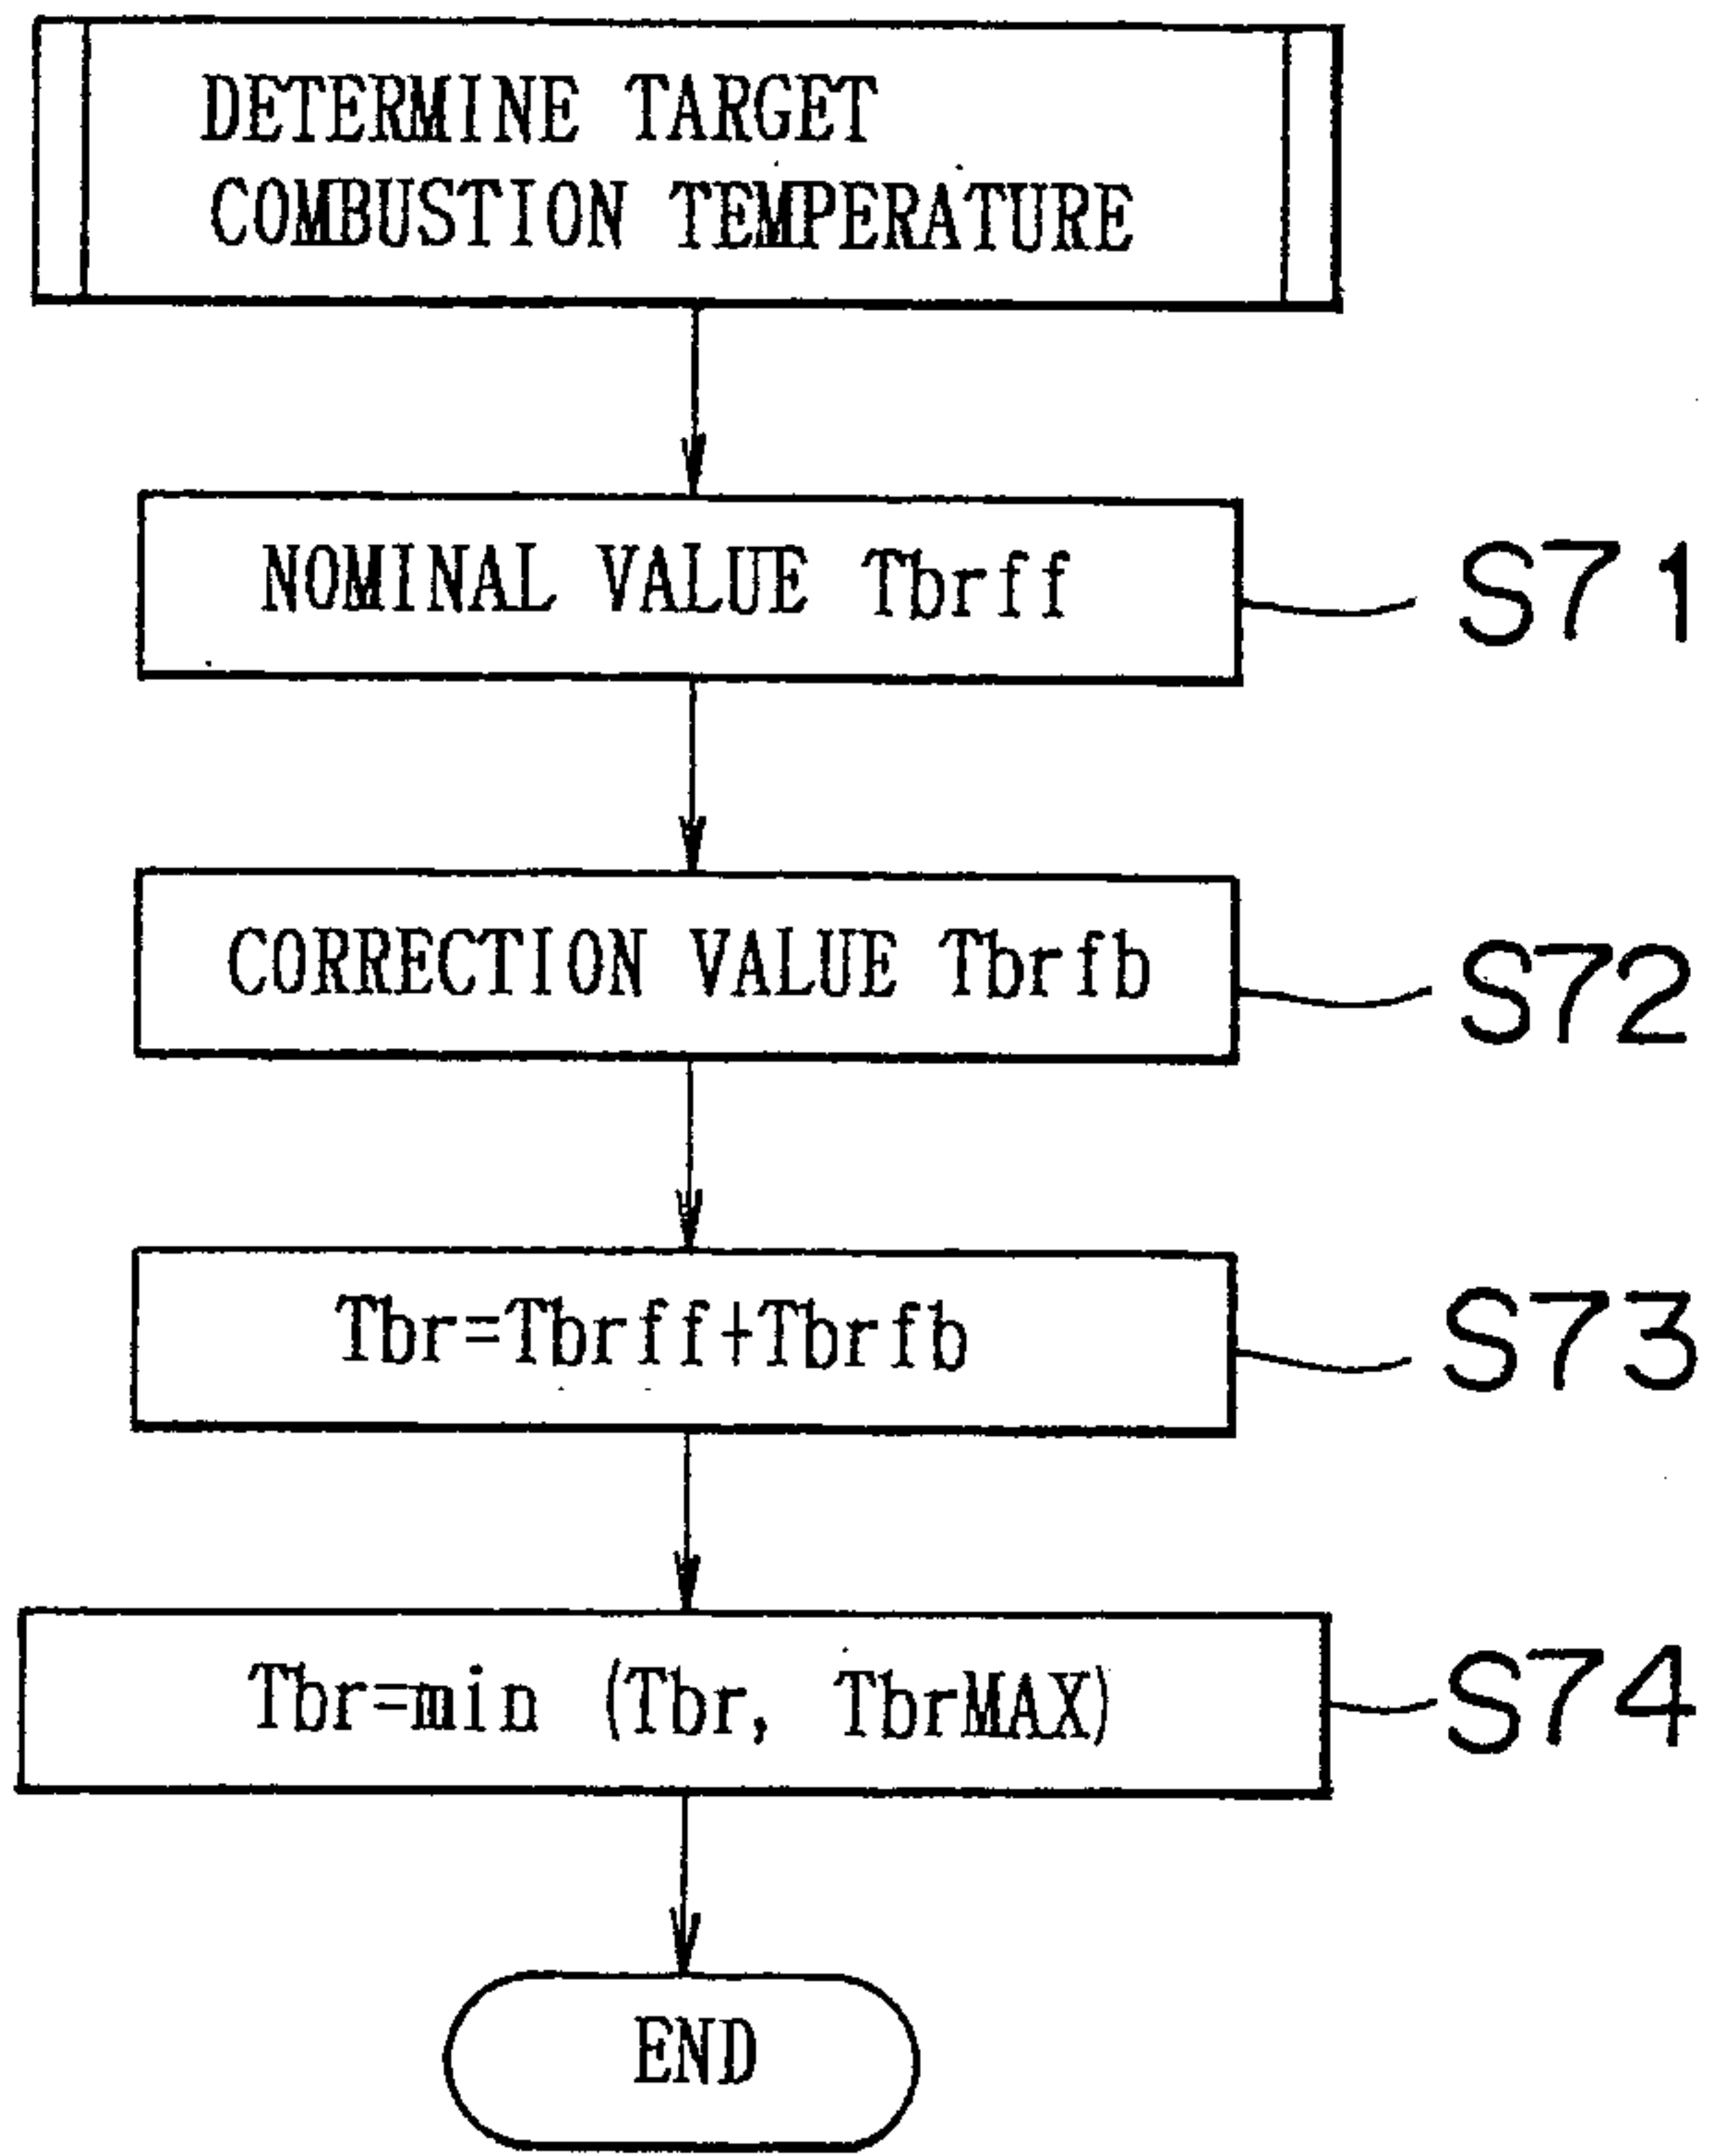 DETERMINE TARGET
COMBUSTION TEMPERATURE
NOMINAL VALUE Tbrff
S71
CORRECTION VALUE Tbrfb
S72
Tbr=Tbrff+Tbrfb
S73
Tbr=min (Tbr, TbrMAX)
S74
END